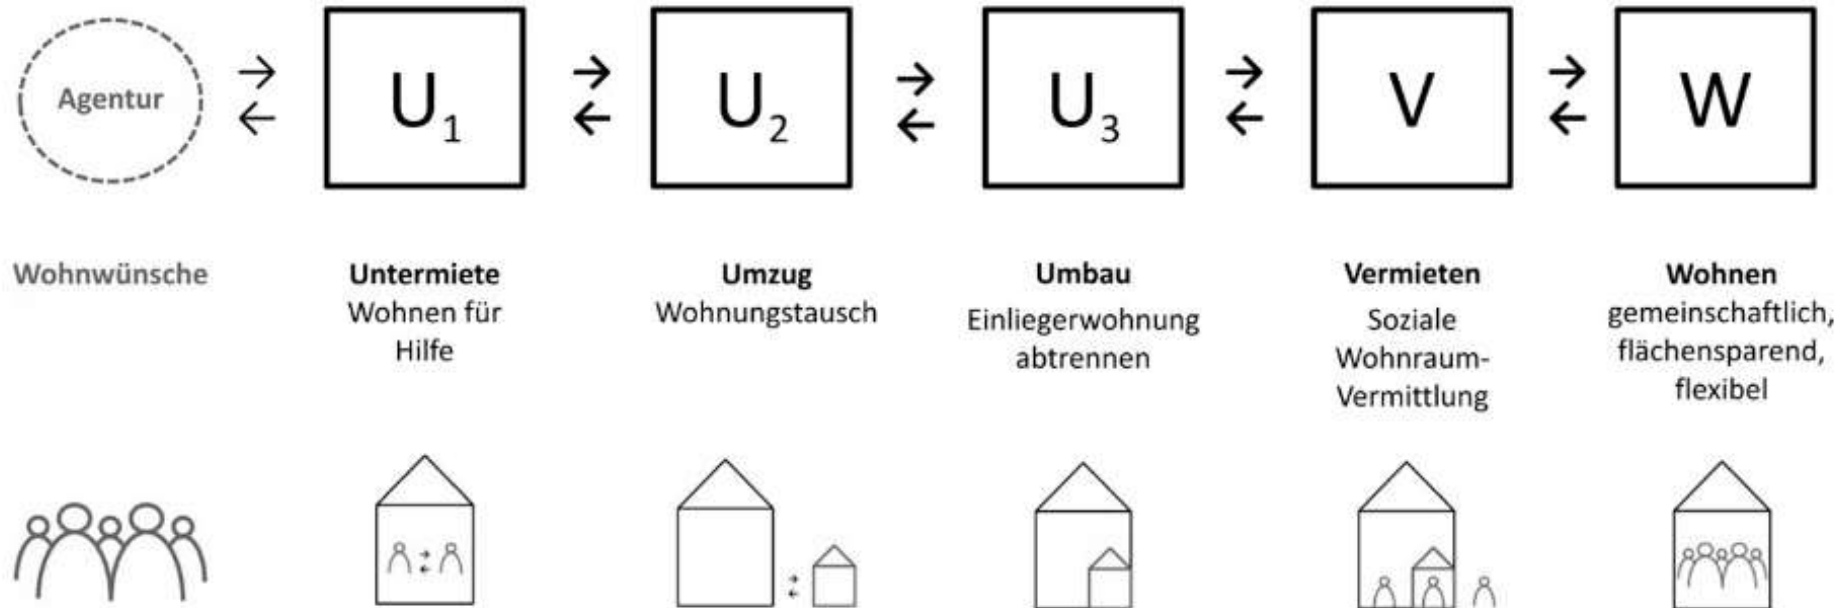 Agentur
→
←
U₁
→
←
U₂
→
←
U₃
→
←
V
→
←
W
Wohnwünsche
Untermiete
Wohnen für
Hilfe
Umzug
Wohnungstausch
Umbau
Einliegerwohnung
abtrennen
Vermieten
Soziale
Wohnraum-
Vermittlung
Wohnen
gemeinschaftlich,
flächensparend,
flexibel